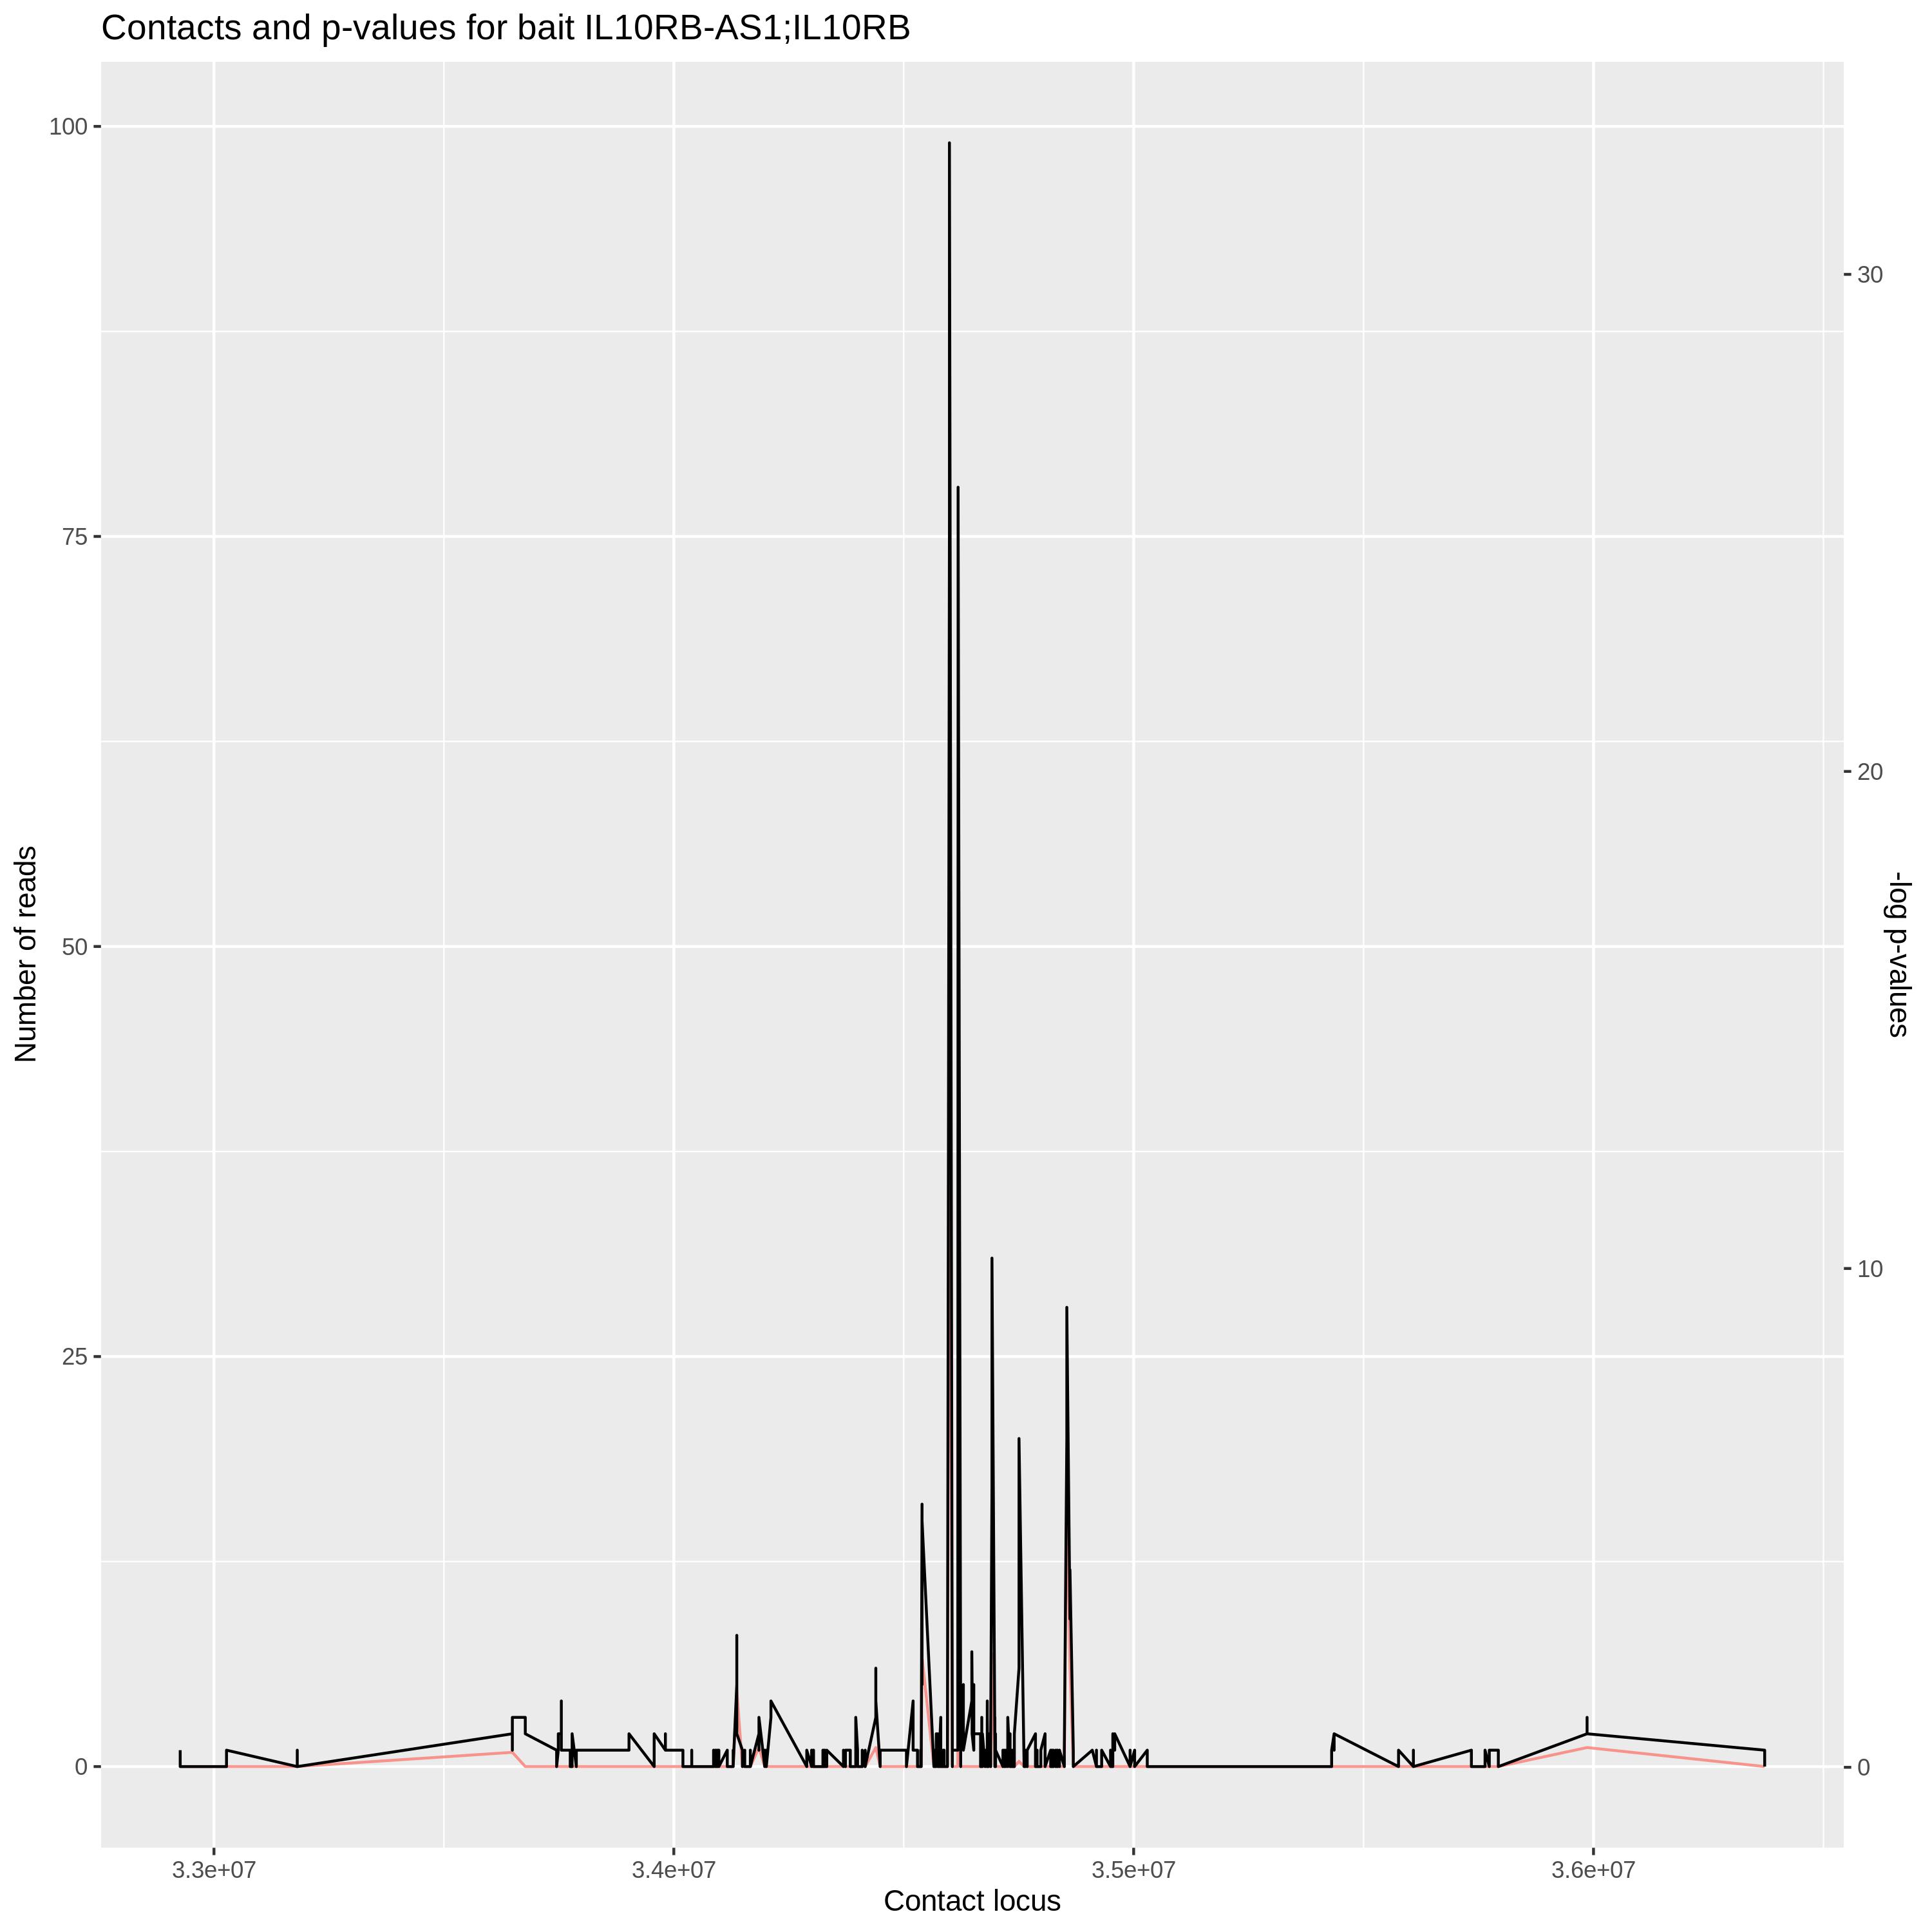 Contacts and p-values for bait IL10RB-AS1;IL10RB
100
75
50
25
0
Number of reads
30
20
10
0
-log p-values
3.3e+07
3.4e+07
3.5e+07
3.6e+07
Contact locus